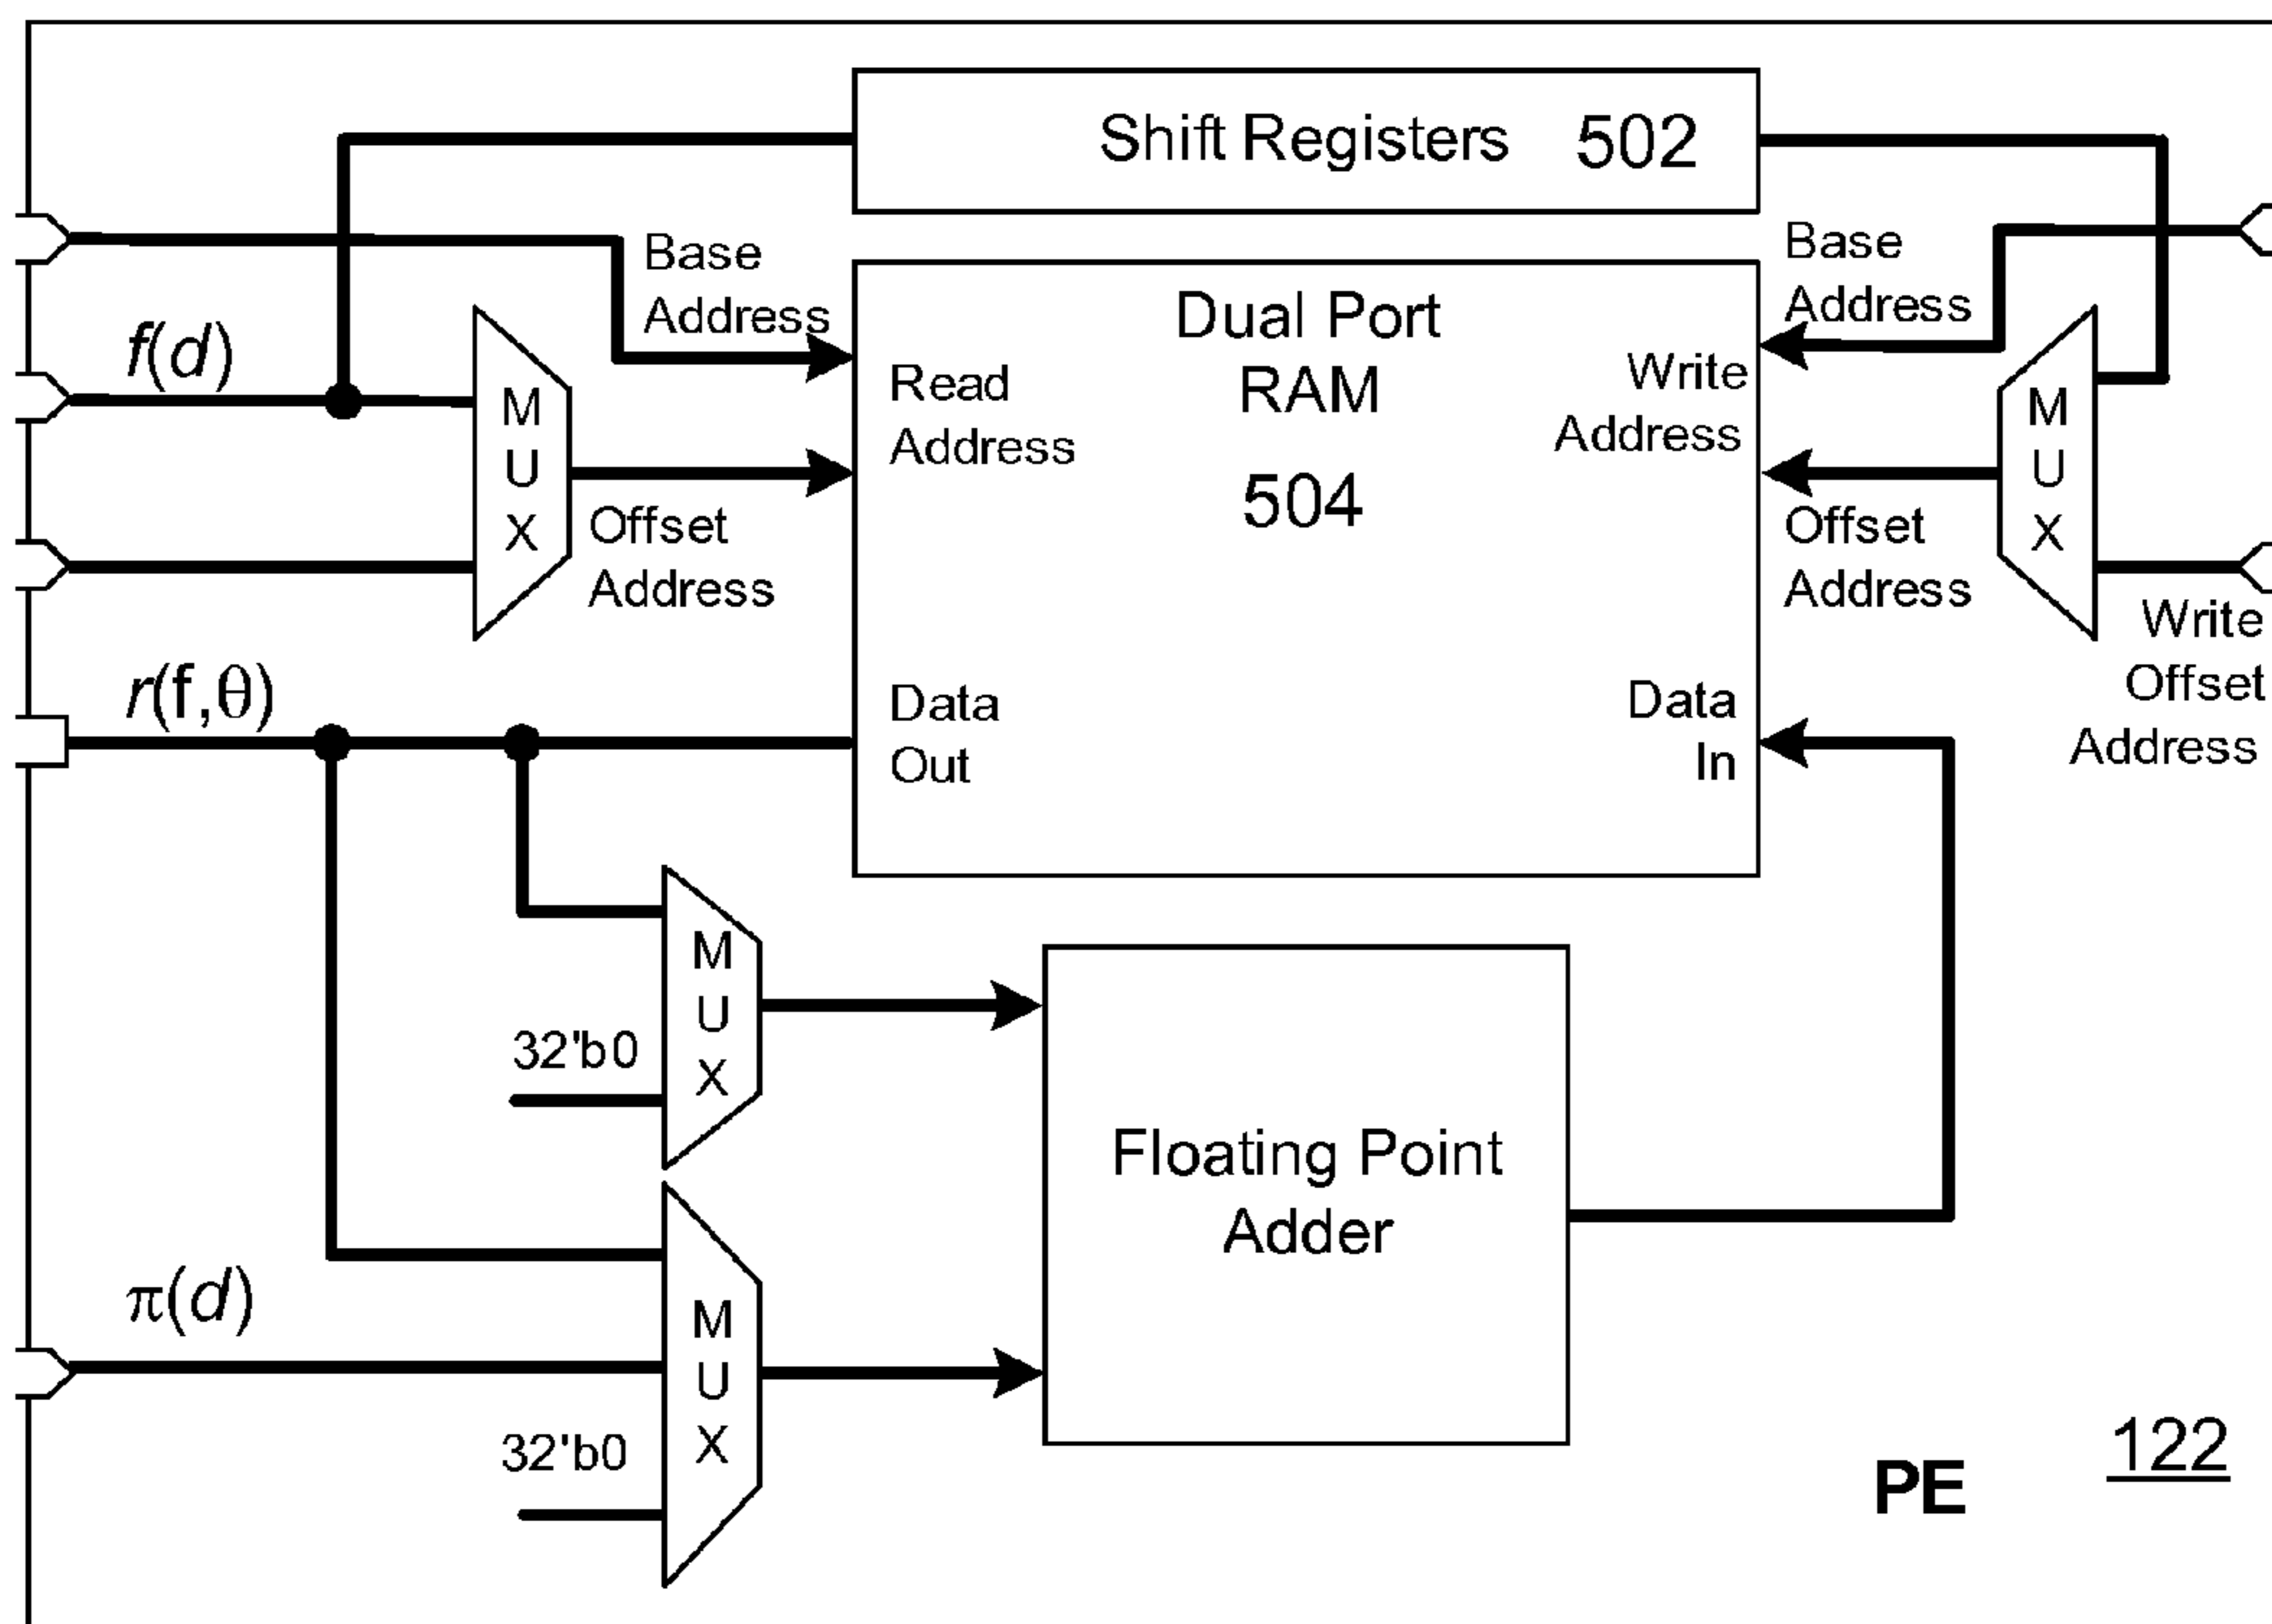 Shift Registers 502
Base
Address
f(d)
M
U
X
Offset
Address
Dual Port
RAM
504
Read
Address
Write
Address
Data
Out
Data
In
Base
Address
Offset
Address
M
U
X
Write
Offset
Address
r(f,θ)
M
U
X
32'b0
Floating Point
Adder
π(d)
M
U
X
32'b0
PE
122